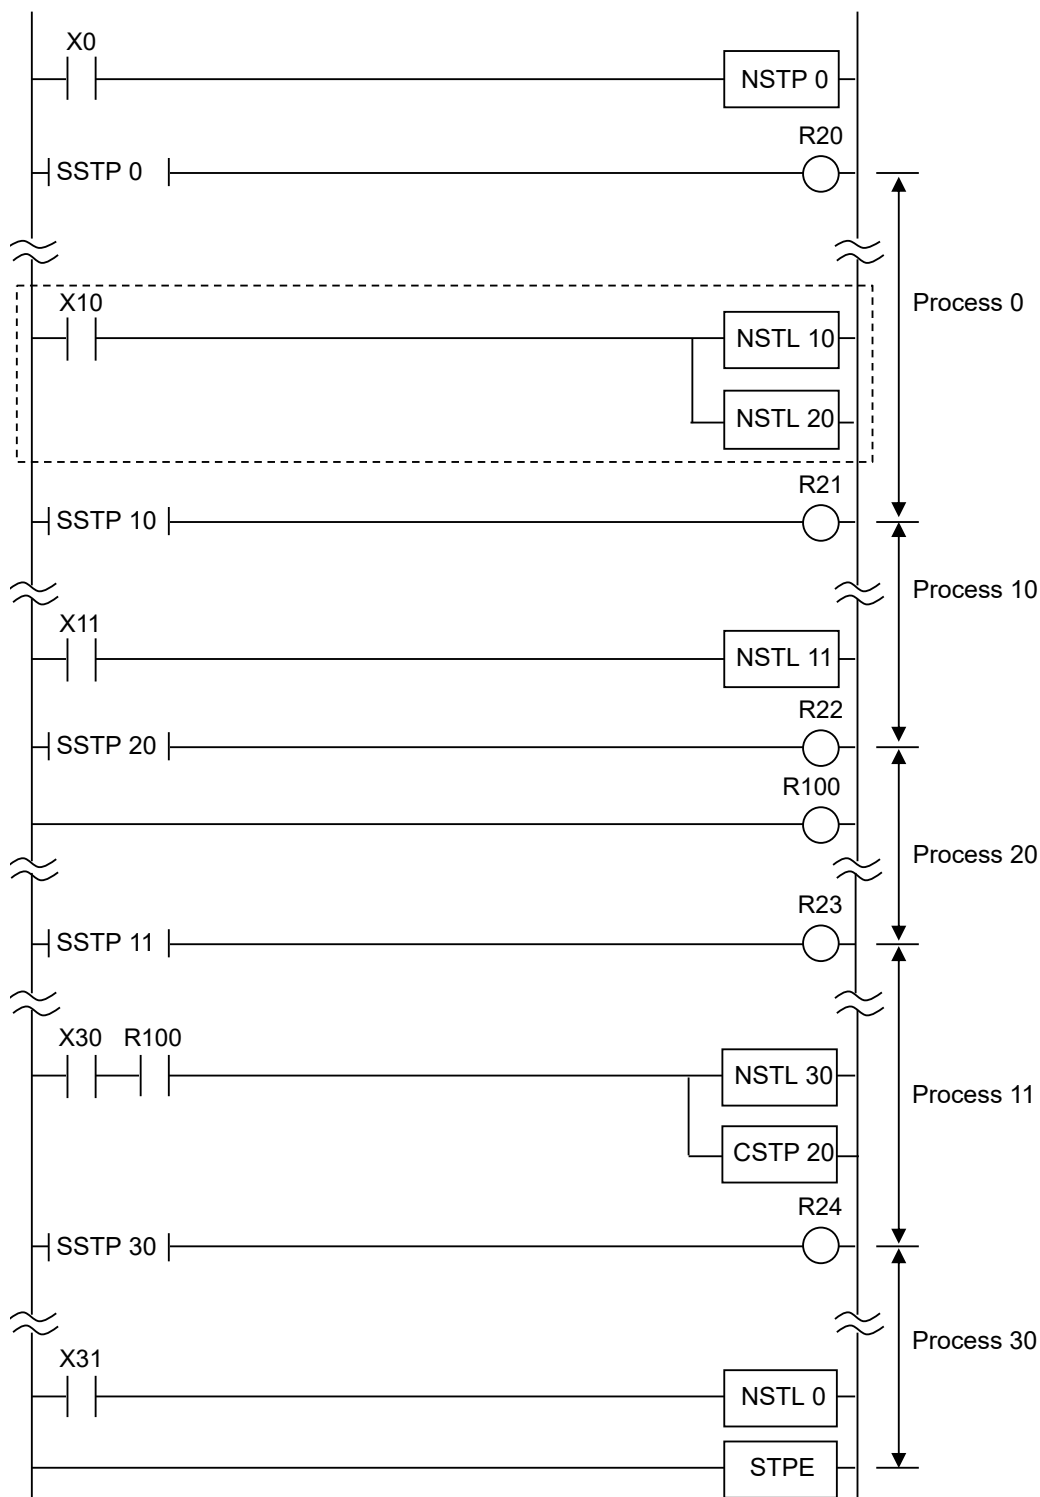 X0
NSTP 0
R20
SSTP 0
X10
Process 0
NSTL 10
NSTL 20
R21
SSTP 10
Process 10
X11
NSTL 11
R22
SSTP 20
R100
Process 20
R23
SSTP 11
X30 R100
NSTL 30
Process 11
CSTP 20
R24
SSTP 30
Process 30
X31
NSTL 0
STPE